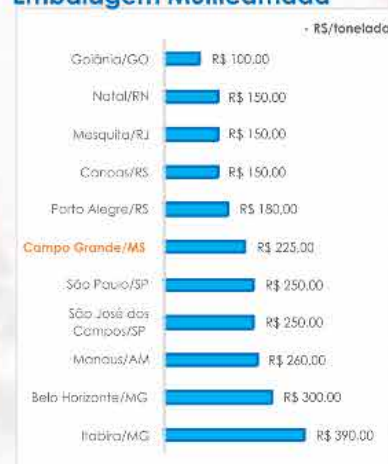 Embalagem Multicamada
- R$/tonelada
Goiânia/GO R$ 100,00
Natal/RN R$ 150,00
Mesquita/RJ R$ 150,00
Canoas/RS R$ 150,00
Porto Alegre/RS R$ 180,00
Campo Grande/MS R$ 225,00
São Paulo/SP R$ 250,00
São José dos
Campos/SP R$ 250,00
Manaus/AM R$ 260,00
Belo Horizonte/MG R$ 300,00
Itabira/MG R$ 390,00